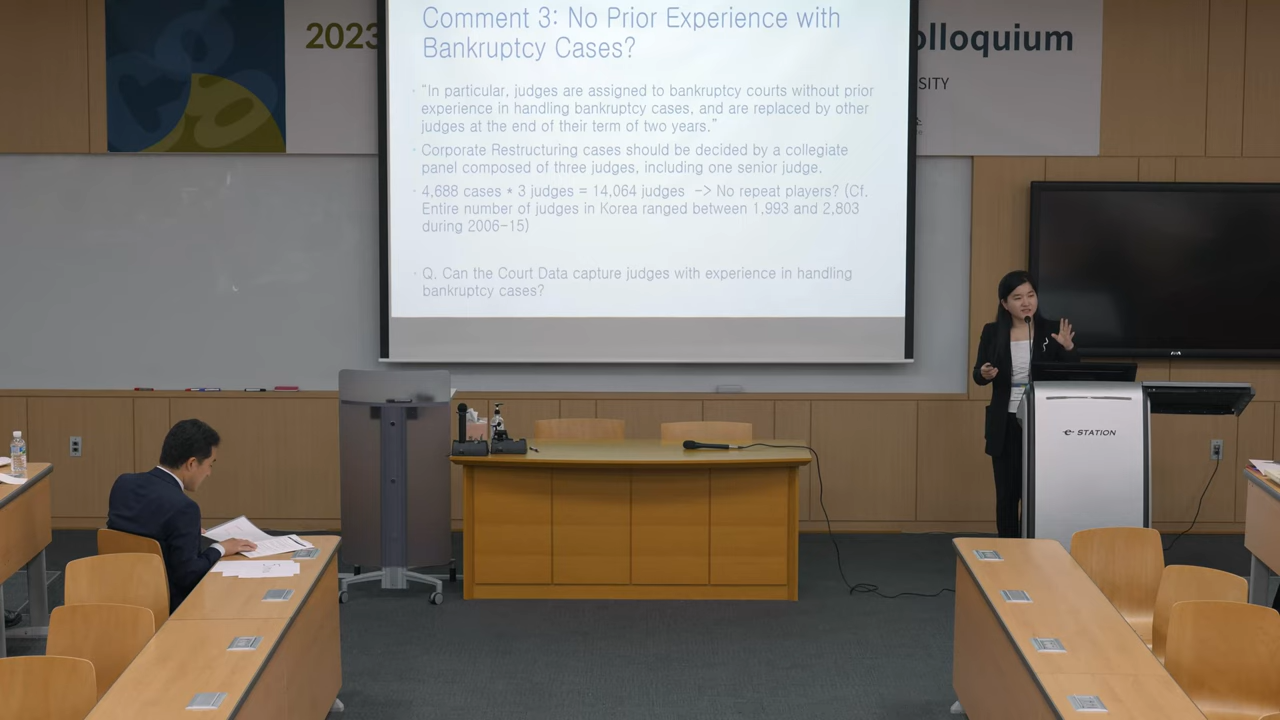 2023
olloquium
SITY
Comment 3: No Prior Experience with
Bankruptcy Cases?
"In particular, judges are assigned to bankruptcy courts without prior
experience in handling bankruptcy cases, and are replaced by other
judges at the end of their term of two years."
Corporate Restructuring cases should be decided by a collegiate
panel composed of three judges, including one senior judge.
4,688 cases * 3 judges = 14,064 judges -> No repeat players? (Cf.
Entire number of judges in Korea ranged between 1,993 and 2,803
during 2006-15)
Q. Can the Court Data capture judges with experience in handling
bankruptcy cases?
e- STATION